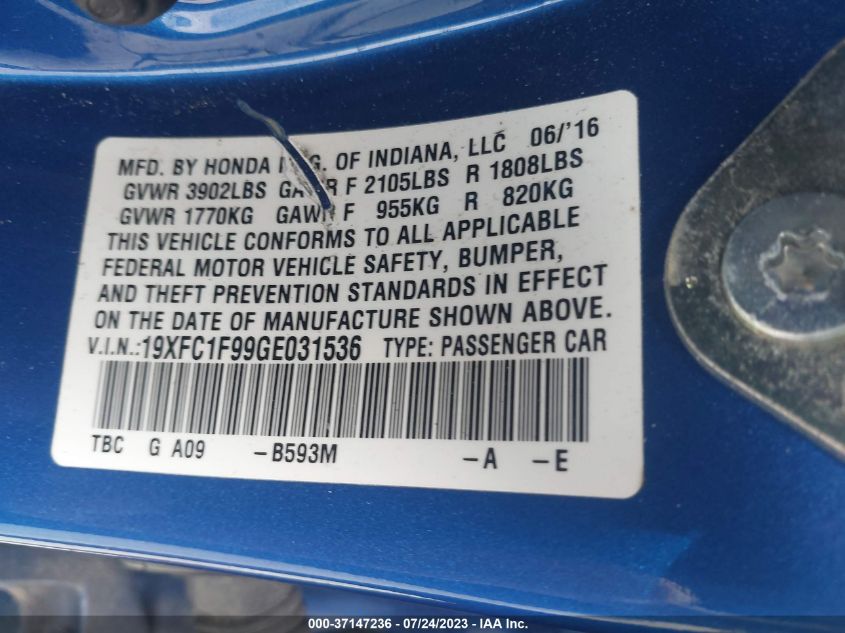 MFD. BY HONDA OF INDIANA, LLC 06/'16
GVWR 3902LBS F 2105LBS R 1808LBS
GVWR 1770KG GAWR F 955KG R 820KG
THIS VEHICLE CONFORMS TO ALL APPLICABLE
FEDERAL MOTOR VEHICLE SAFETY, BUMPER,
AND THEFT PREVENTION STANDARDS IN EFFECT
ON THE DATE OF MANUFACTURE SHOWN ABOVE.
V.I.N.:19XFC1F99GE031536 TYPE: PASSENGER CAR
TBC G A09 -B593M -A -E
000-37147236 - 07/24/2023 - IAA Inc.